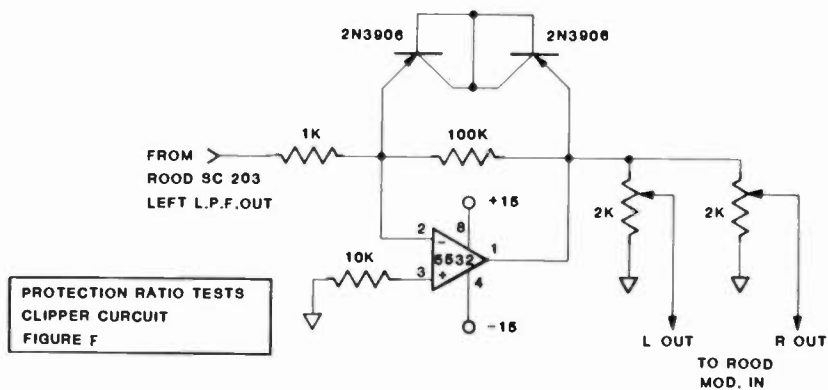 2N3906
2N3906
1K
100K
FROM
ROOD SC 203
LEFT L.P.F.OUT
+15
2K
2K
2
8
1
10K
5532
3
4
- +
-15
PROTECTION RATIO TESTS
CLIPPER CURCUIT
FIGURE F
L OUT
R OUT
TO ROOD
MOD. IN